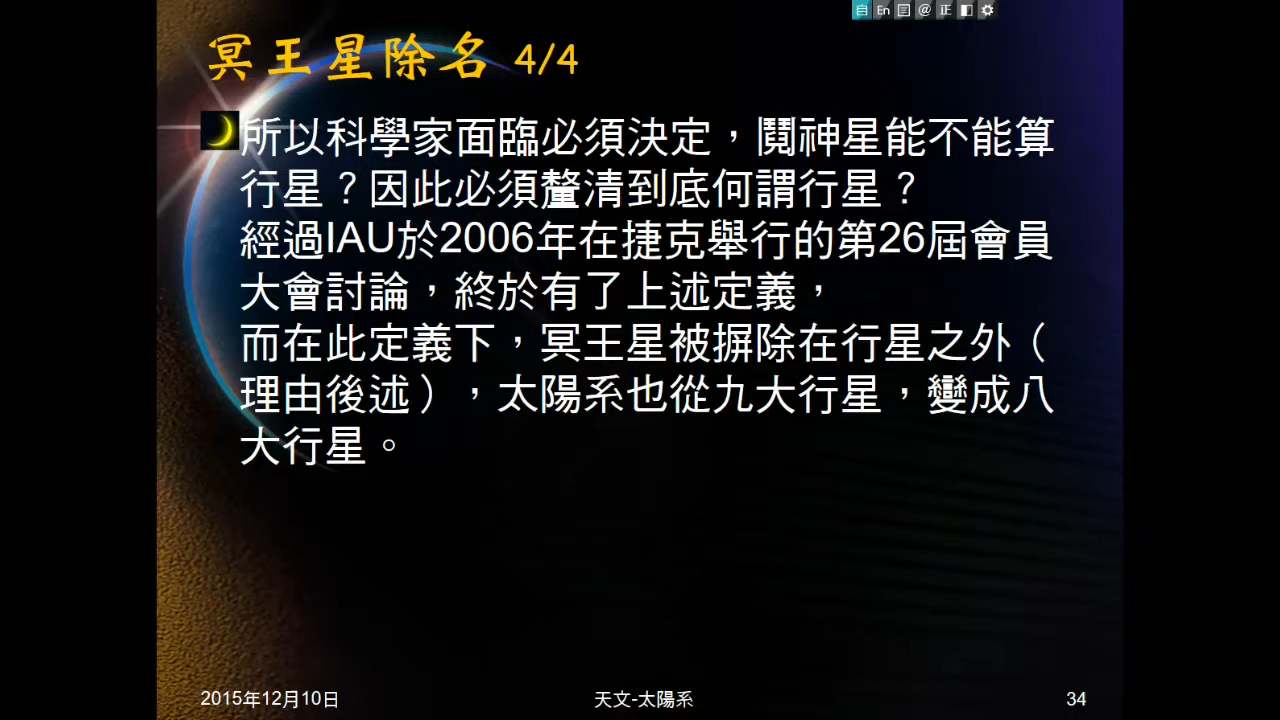 自 En @ 正
冥王星除名 4/4
所以科學家面臨必須決定，鬩神星能不能算
行星？因此必須釐清到底何謂行星？
經過IAU於2006年在捷克舉行的第26屆會員
大會討論，終於有了上述定義，
而在此定義下，冥王星被摒除在行星之外（
理由後述），太陽系也從九大行星，變成八
大行星。
2015年12月10日
天文-太陽系
34